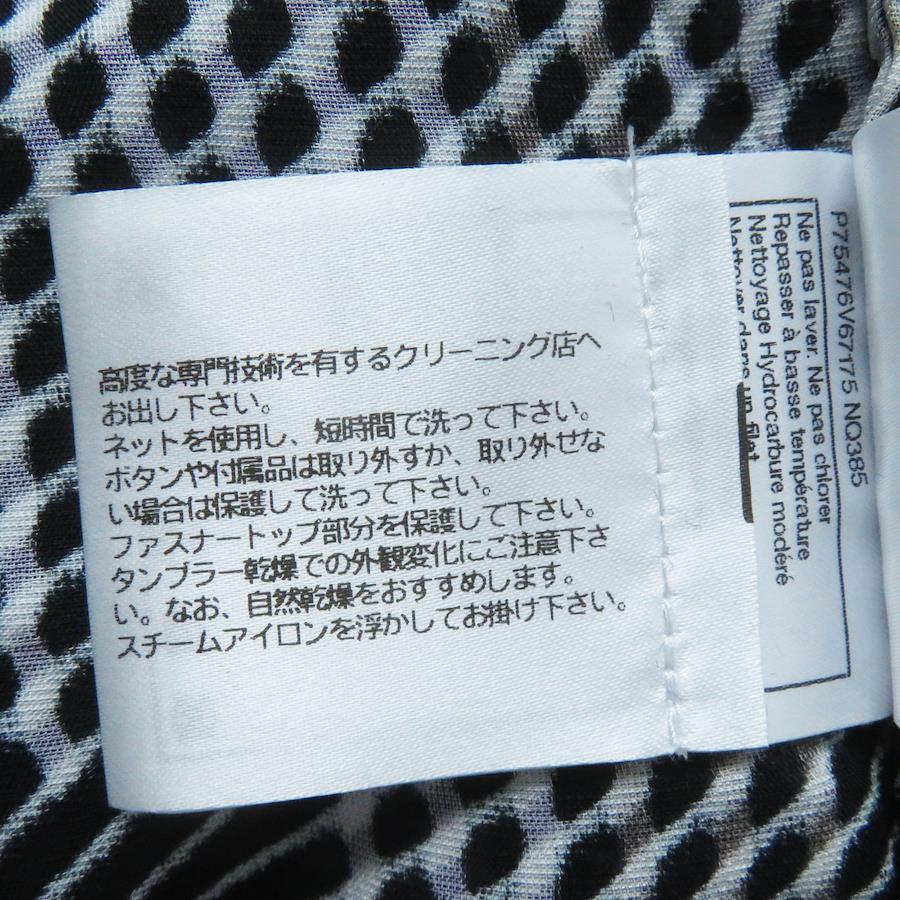 高度な専門技術を有するクリーニング店へ
お出し下さい。
ネットを使用し、短時間で洗って下さい。
ボタンや付属品は取り外すか、取り外せな
い場合は保護して洗って下さい。
ファスナートップ部分を保護して下さい。
タンブラー乾燥での外観変化にご注意下さ
い。なお、自然乾燥をおすすめします。
スチームアイロンを浮かしてお掛け下さい。
P75476V67175 NQ385
Ne pas laver. Ne pas chlorer
Repasser à basse température
Nettoyage Hydrocarbure modéré
Nettoyer dans un filet